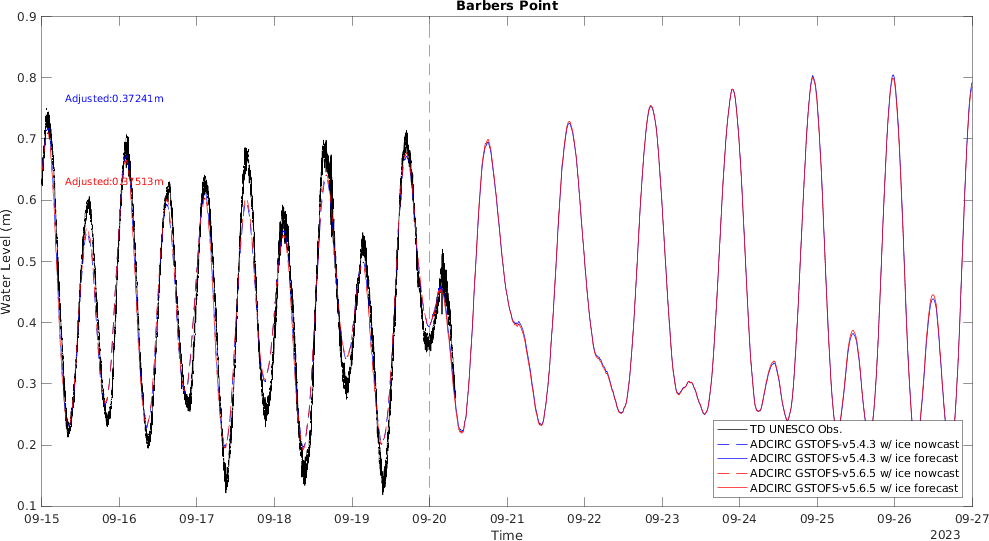 Barbers Point
0.9
0.8
0.7
0.6
0.5
0.4
0.3
0.2
0.1
Water Level (m)
Adjusted:0.37241m
Adjusted:0.37513m
TD UNESCO Obs.
ADCIRC GSTOFS-v5.4.3 w/ ice nowcast
ADCIRC GSTOFS-v5.4.3 w/ ice forecast
ADCIRC GSTOFS-v5.6.5 w/ ice nowcast
ADCIRC GSTOFS-v5.6.5 w/ ice forecast
09-15 09-16 09-17 09-18 09-19 09-20 09-21 09-22 09-23 09-24 09-25 09-26 09-27
Time
2023